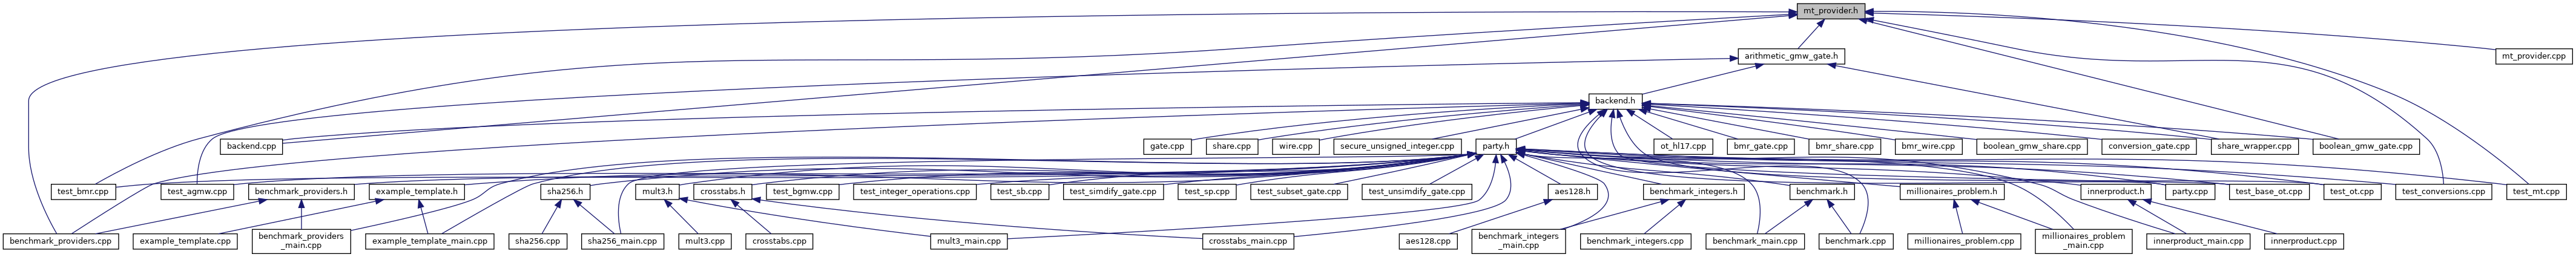 mt_provider.h
arithmetic_gmw_gate.h
mt_provider.cpp
backend.h
backend.cpp
gate.cpp
share.cpp
wire.cpp
secure_unsigned_integer.cpp
party.h
ot_hl17.cpp
bmr_gate.cpp
bmr_share.cpp
bmr_wire.cpp
boolean_gmw_share.cpp
conversion_gate.cpp
share_wrapper.cpp
boolean_gmw_gate.cpp
test_bmr.cpp
test_agmw.cpp
benchmark_providers.h
example_template.h
sha256.h
mult3.h
crosstabs.h
test_bgmw.cpp
test_integer_operations.cpp
test_sb.cpp
test_simdify_gate.cpp
test_sp.cpp
test_subset_gate.cpp
test_unsimdify_gate.cpp
aes128.h
benchmark_integers.h
benchmark.h
millionaires_problem.h
innerproduct.h
party.cpp
test_base_ot.cpp
test_ot.cpp
test_conversions.cpp
test_mt.cpp
benchmark_providers.cpp
example_template.cpp
benchmark_providers
_main.cpp
example_template_main.cpp
sha256.cpp
sha256_main.cpp
mult3.cpp
crosstabs.cpp
mult3_main.cpp
crosstabs_main.cpp
aes128.cpp
benchmark_integers
_main.cpp
benchmark_integers.cpp
benchmark_main.cpp
benchmark.cpp
millionaires_problem.cpp
millionaires_problem
_main.cpp
innerproduct_main.cpp
innerproduct.cpp